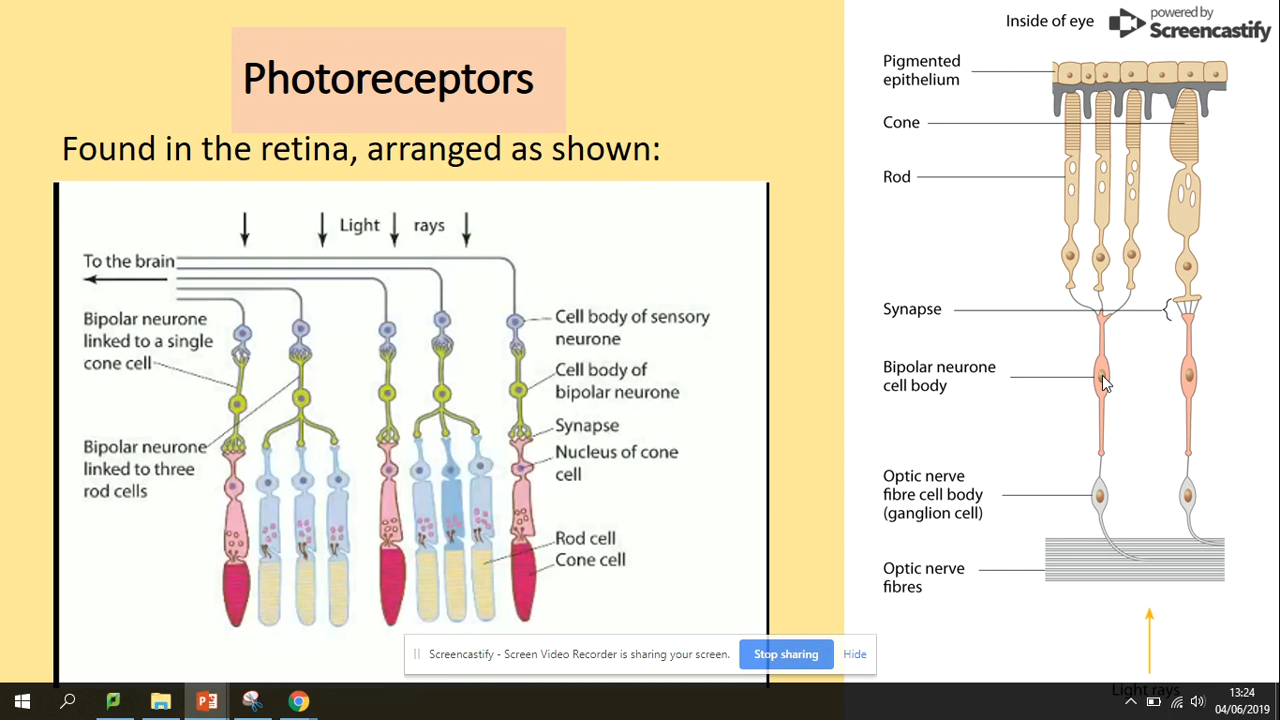 Photoreceptors
Found in the retina, arranged as shown:
Light rays
To the brain
Bipolar neurone
linked to a single
cone cell
Bipolar neurone
linked to three
rod cells
Cell body of sensory
neurone
Cell body of
bipolar neurone
Synapse
Nucleus of cone
cell
Rod cell
Cone cell
Inside of eye
powered by
Screencastify
Pigmented
epithelium
Cone
Rod
Synapse
Bipolar neurone
cell body
Optic nerve
fibre cell body
(ganglion cell)
Optic nerve
fibres
Light rays
Screencastify - Screen Video Recorder is sharing your screen.
Stop sharing
Hide
13:24
04/06/2019